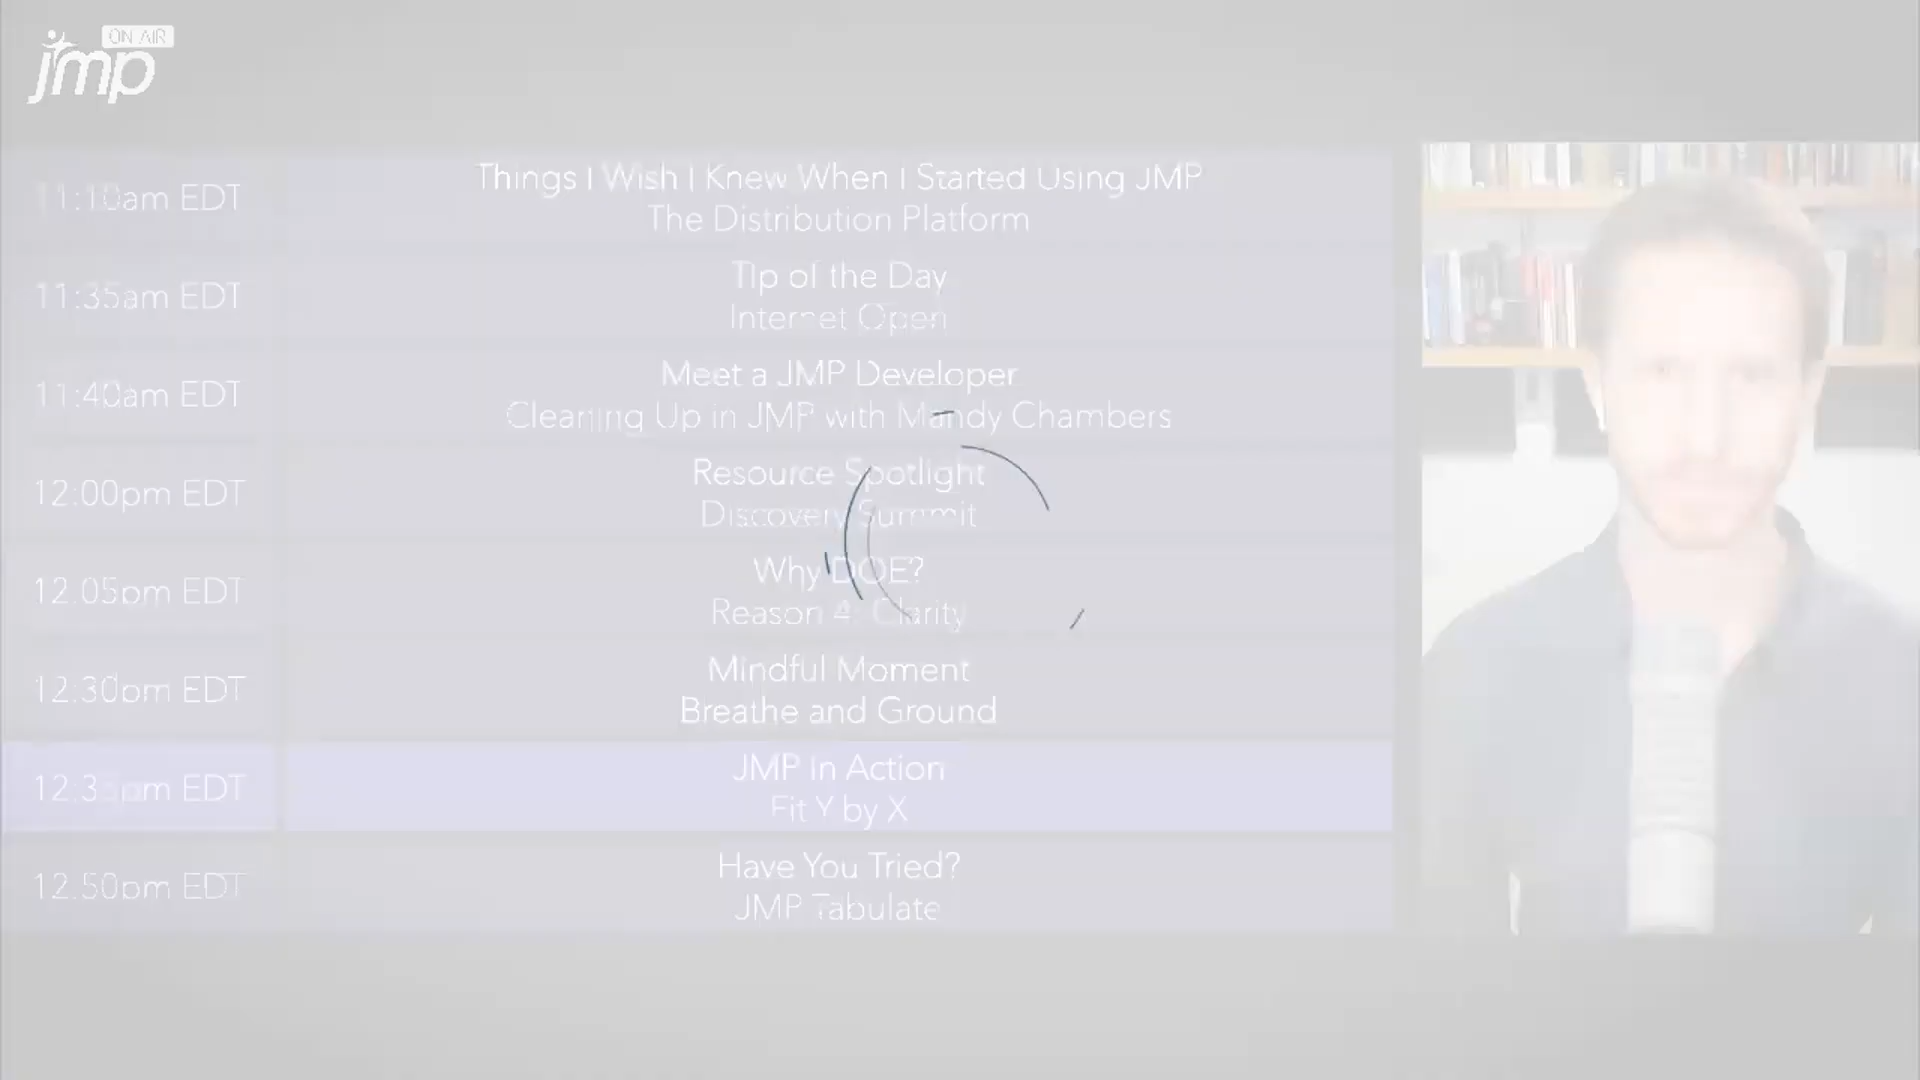 ON AIR
jmp
11:10am EDT
Things I Wish I Knew When I Started Using JMP
The Distribution Platform
11:35am EDT
Tip of the Day
Internet Open
11:40am EDT
Meet a JMP Developer
Cleaning Up in JMP with Mandy Chambers
12:00pm EDT
Resource Spotlight
Discovery Summit
12:05pm EDT
Why DOE?
Reason 4: Clarity
12:30pm EDT
Mindful Moment
Breathe and Ground
12:35pm EDT
JMP In Action
Fit Y by X
12:50pm EDT
Have You Tried?
JMP Tabulate